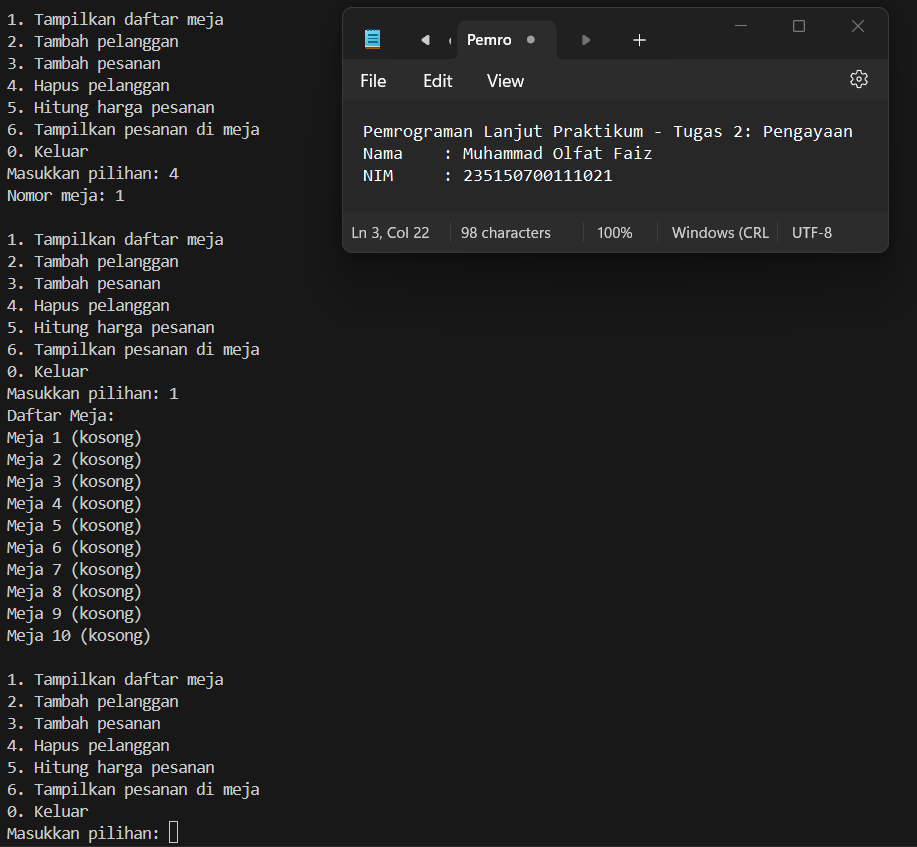 1. Tampilkan daftar meja
2. Tambah pelanggan
3. Tambah pesanan
4. Hapus pelanggan
5. Hitung harga pesanan
6. Tampilkan pesanan di meja
0. Keluar
Masukkan pilihan: 4
Nomor meja: 1
1. Tampilkan daftar meja
2. Tambah pelanggan
3. Tambah pesanan
4. Hapus pelanggan
5. Hitung harga pesanan
6. Tampilkan pesanan di meja
0. Keluar
Masukkan pilihan: 1
Daftar Meja:
Meja 1 (kosong)
Meja 2 (kosong)
Meja 3 (kosong)
Meja 4 (kosong)
Meja 5 (kosong)
Meja 6 (kosong)
Meja 7 (kosong)
Meja 8 (kosong)
Meja 9 (kosong)
Meja 10 (kosong)
1. Tampilkan daftar meja
2. Tambah pelanggan
3. Tambah pesanan
4. Hapus pelanggan
5. Hitung harga pesanan
6. Tampilkan pesanan di meja
0. Keluar
Masukkan pilihan:
Pemro
File Edit View
Pemrograman Lanjut Praktikum - Tugas 2: Pengayaan
Nama : Muhammad Olfat Faiz
NIM : 235150700111021
Ln 3, Col 22 98 characters 100% Windows (CRL UTF-8